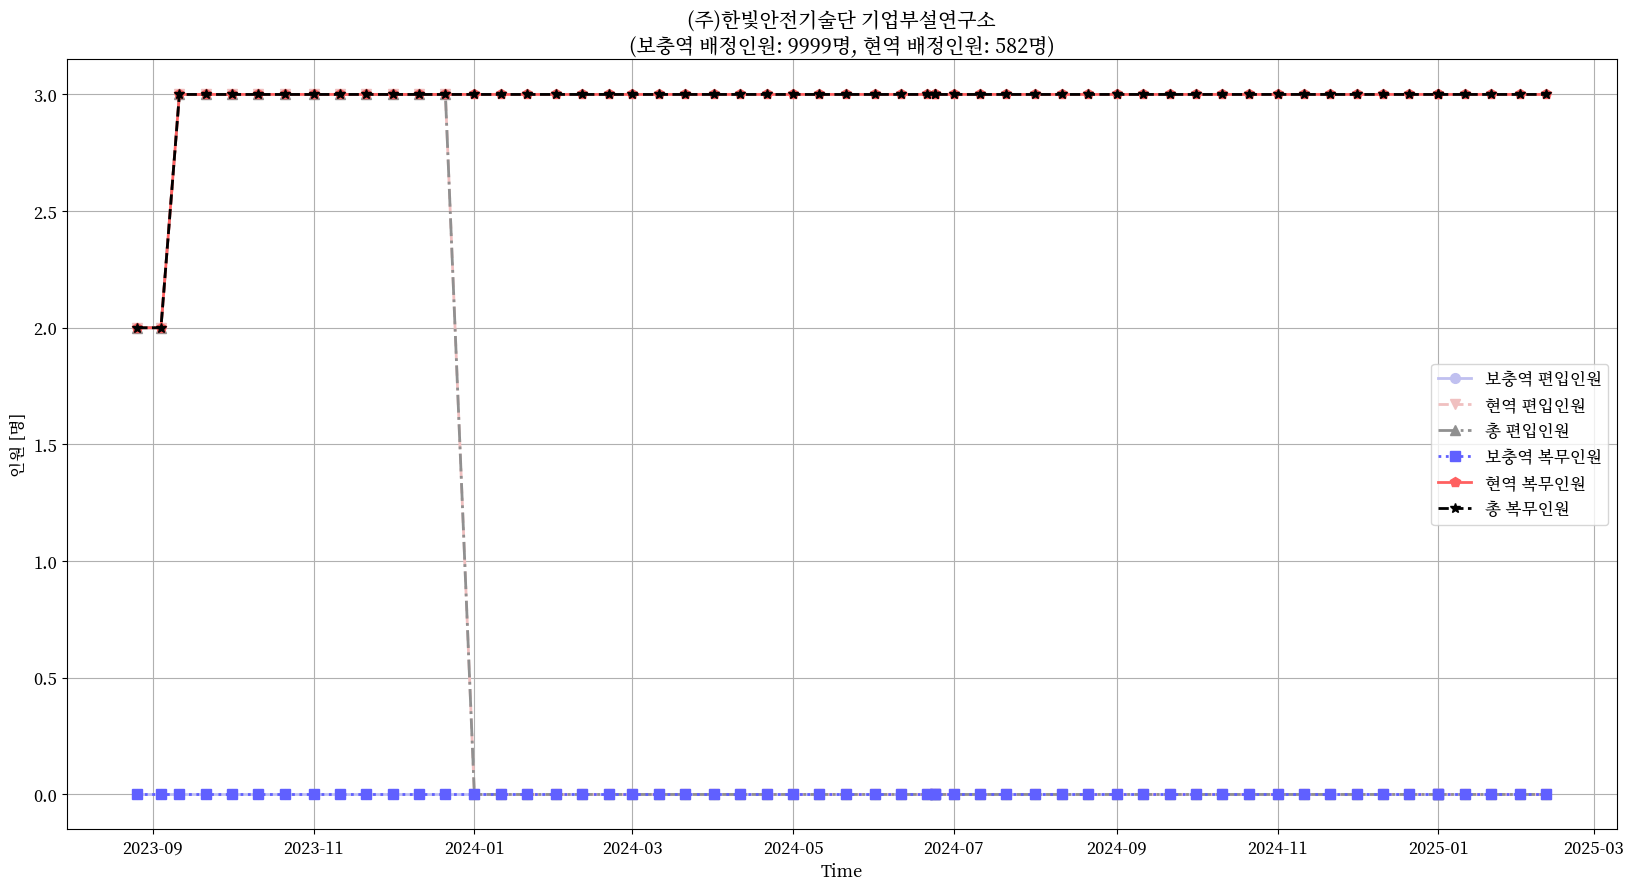 (주)한빛안전기술단 기업부설연구소
(보충역 배정인원: 9999명, 현역 배정인원: 582명)
3.0
2.5
2.0
1.5
1.0
0.5
0.0
인원 [명]
보충역 편입인원
현역 편입인원
총 편입인원
보충역 복무인원
현역 복무인원
총 복무인원
2023-09 2023-11 2024-01 2024-03 2024-05 2024-07 2024-09 2024-11 2025-01 2025-03
Time